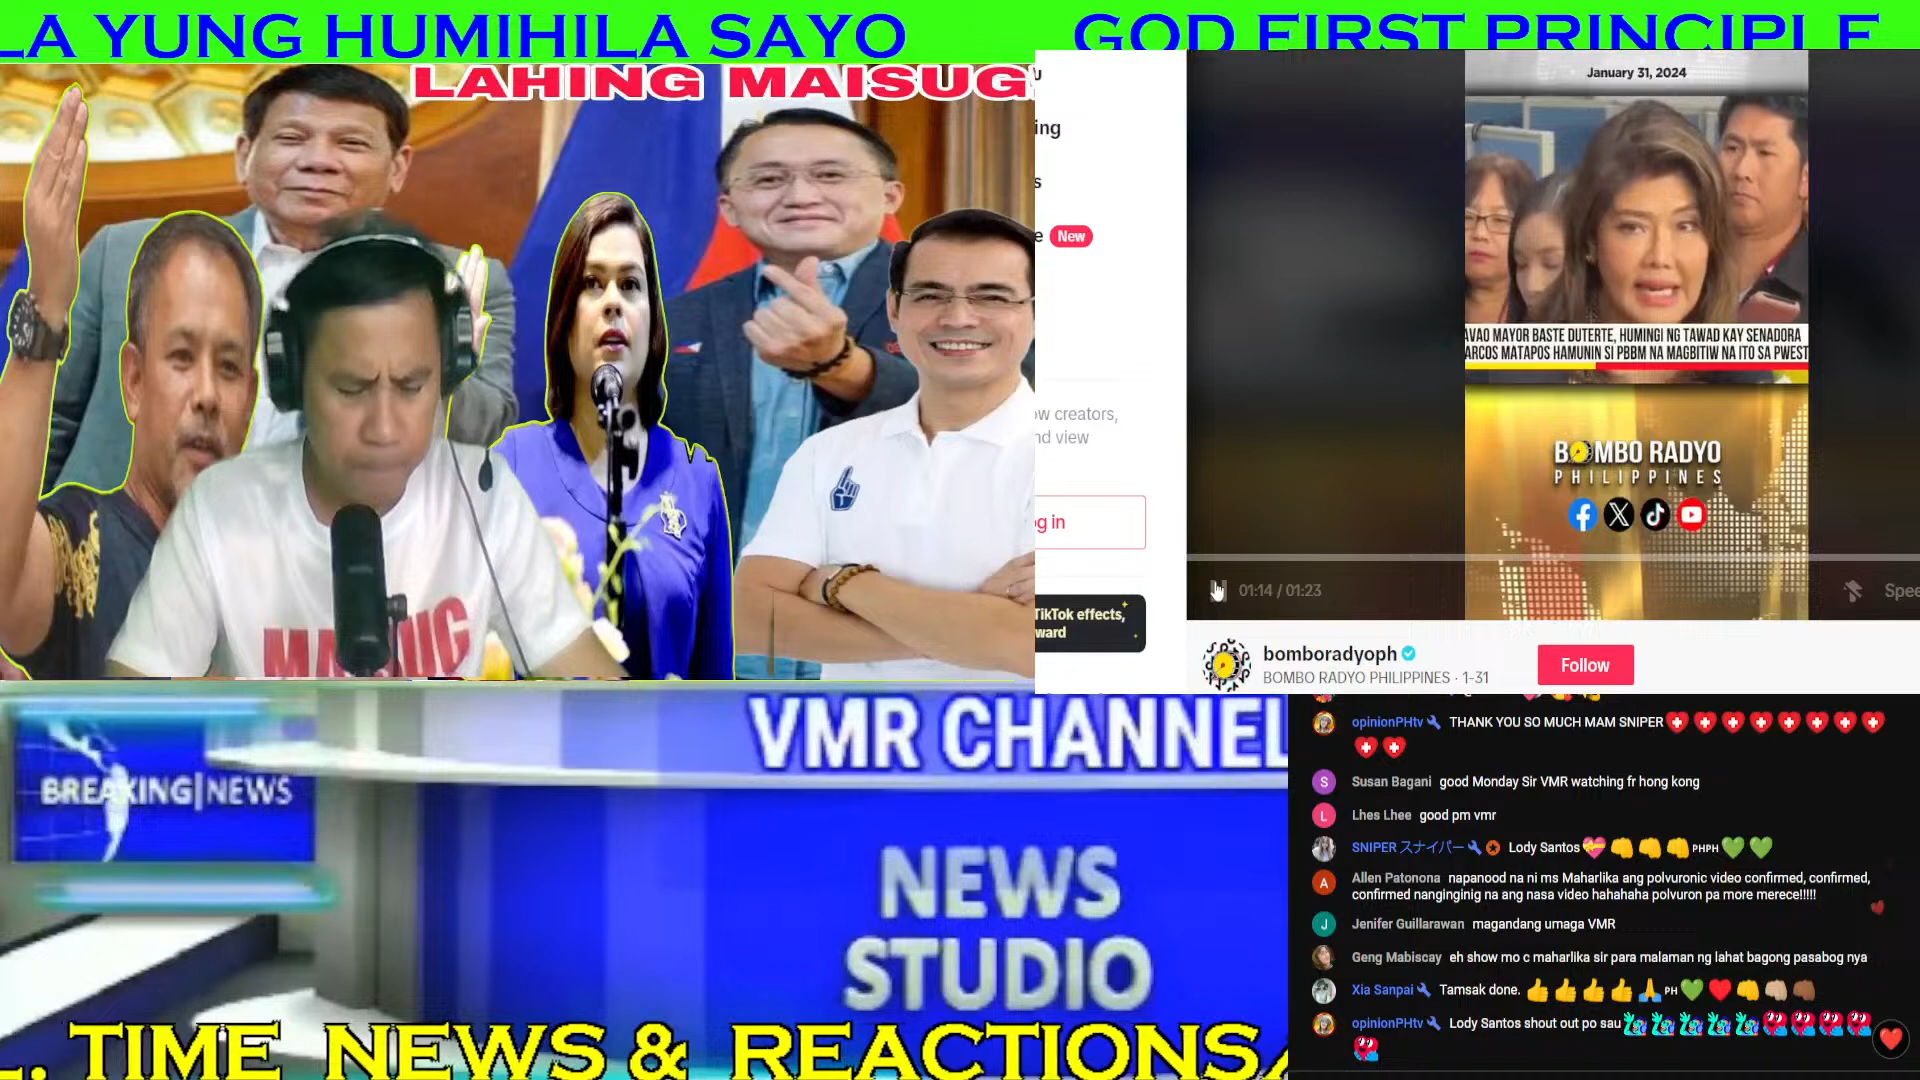 LA YUNG HUMIHILA SAYO
GOD FIRST PRINCIPLE
LAHING MAISUG
ing
s
e New
ow creators,
nd view
og in
TikTok effects,
ward
January 31, 2024
AVAO MAYOR BASTE DUTERTE, HUMINGI NG TAWAD KAY SENADORA
ARCOS MATAPOS HAMUNIN SI PBBM NA MAGBITIW NA ITO SA PWEST
BOMBO RADYO
PHILIPPINES
01:14 / 01:23
Spee
bomboradyoph
BOMBO RADYO PHILIPPINES · 1-31
Follow
VMR CHANNEL
BREAKING|NEWS
NEWS
STUDIO
. TIME NEWS & REACTIONS
opinionPHtv THANK YOU SO MUCH MAM SNIPER
Susan Bagani good Monday Sir VMR watching fr hong kong
Lhes Lhee good pm vmr
SNIPER スナイパー Lody Santos PHPH
Allen Patonona napanood na ni ms Maharlika ang polvuronic video confirmed, confirmed,
confirmed nanginginig na ang nasa video hahahaha polvuron pa more merece!!!!!
Jenifer Guillarawan magandang umaga VMR
Geng Mabiscay eh show mo c maharlika sir para malaman ng lahat bagong pasabog nya
Xia Sanpai Tamsak done. PH
opinionPHtv Lody Santos shout out po sau